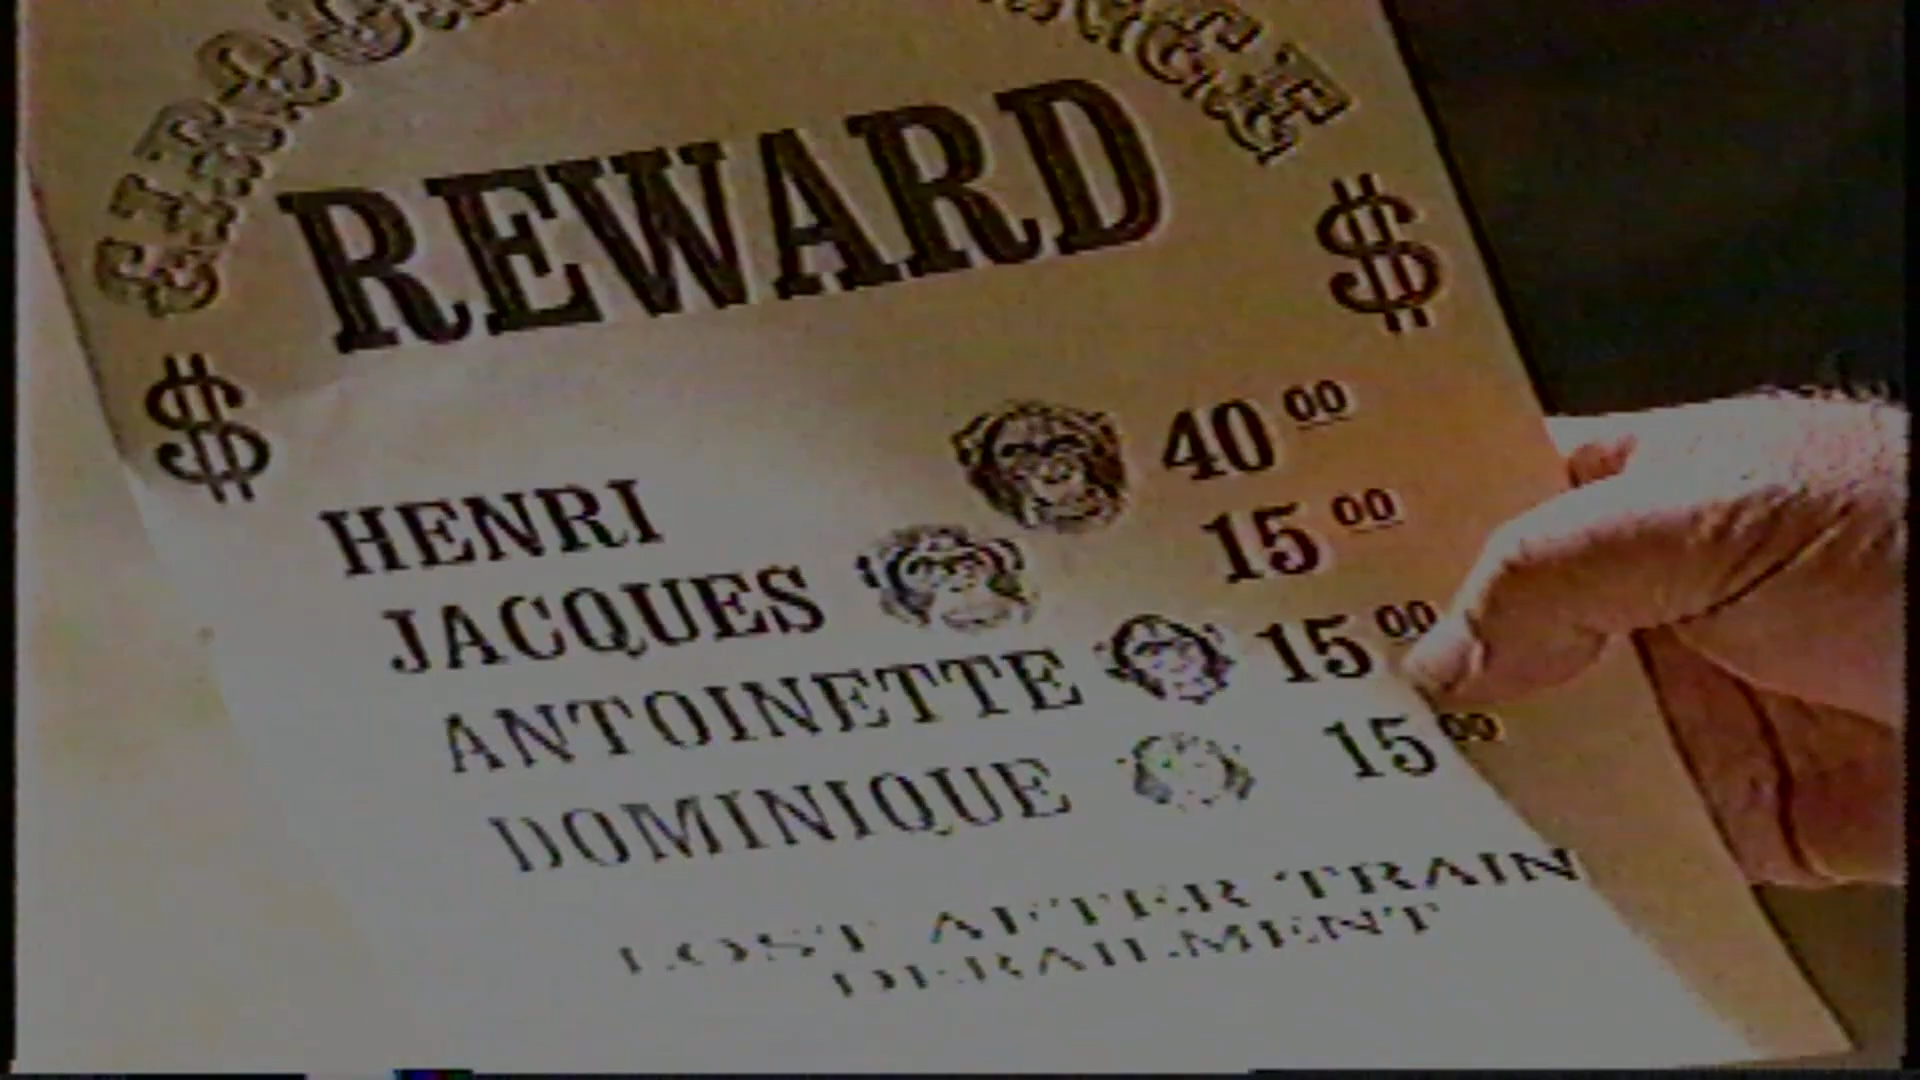 REWARD
$ $
HENRI 40 00
JACQUES 15 00
ANTOINETTE 15 00
DOMINIQUE 15 00
LOST AFTER TRAIN
DERAILMENT